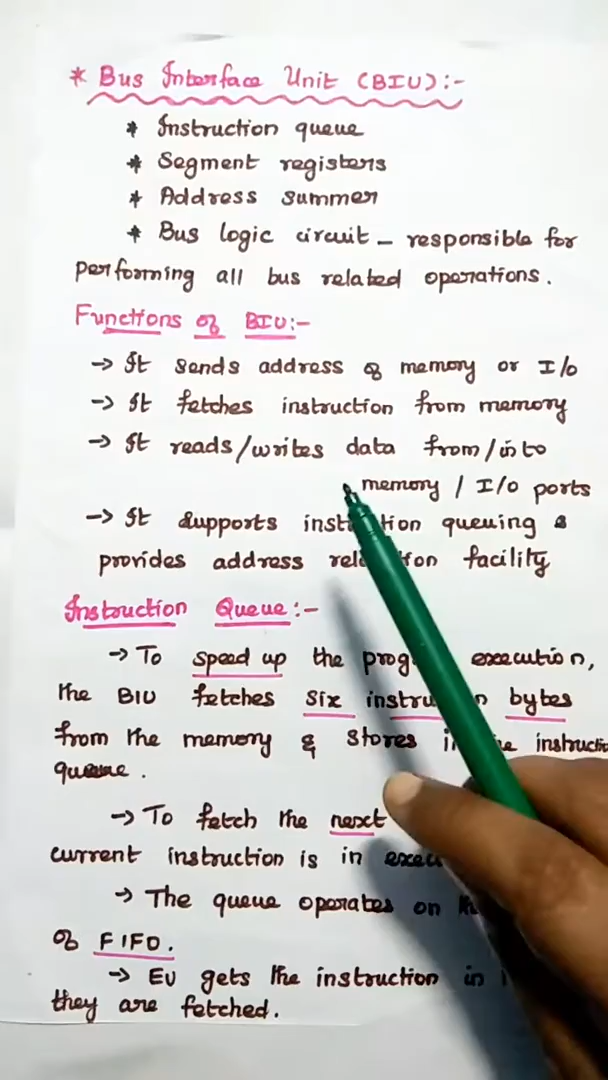 * Bus Interface Unit (BIU):-
* Instruction queue
* Segment registers
* Address summer
* Bus logic circuit - responsible for
performing all bus related operations.
Functions of BIU:-
→ It sends address of memory or I/o
→ It fetches instruction from memory
→ It reads/writes data from/into
memory / I/o ports
→ It supports instruction queuing &
provides address relocation facility
Instruction Queue:-
→ To speed up the program execution,
the BIU fetches six instruction bytes
from the memory & stores in the
queue.
→ To fetch the next
current instruction is in
→ The queue operates on
of FIFO.
→ EU gets the instruction in
they are fetched.